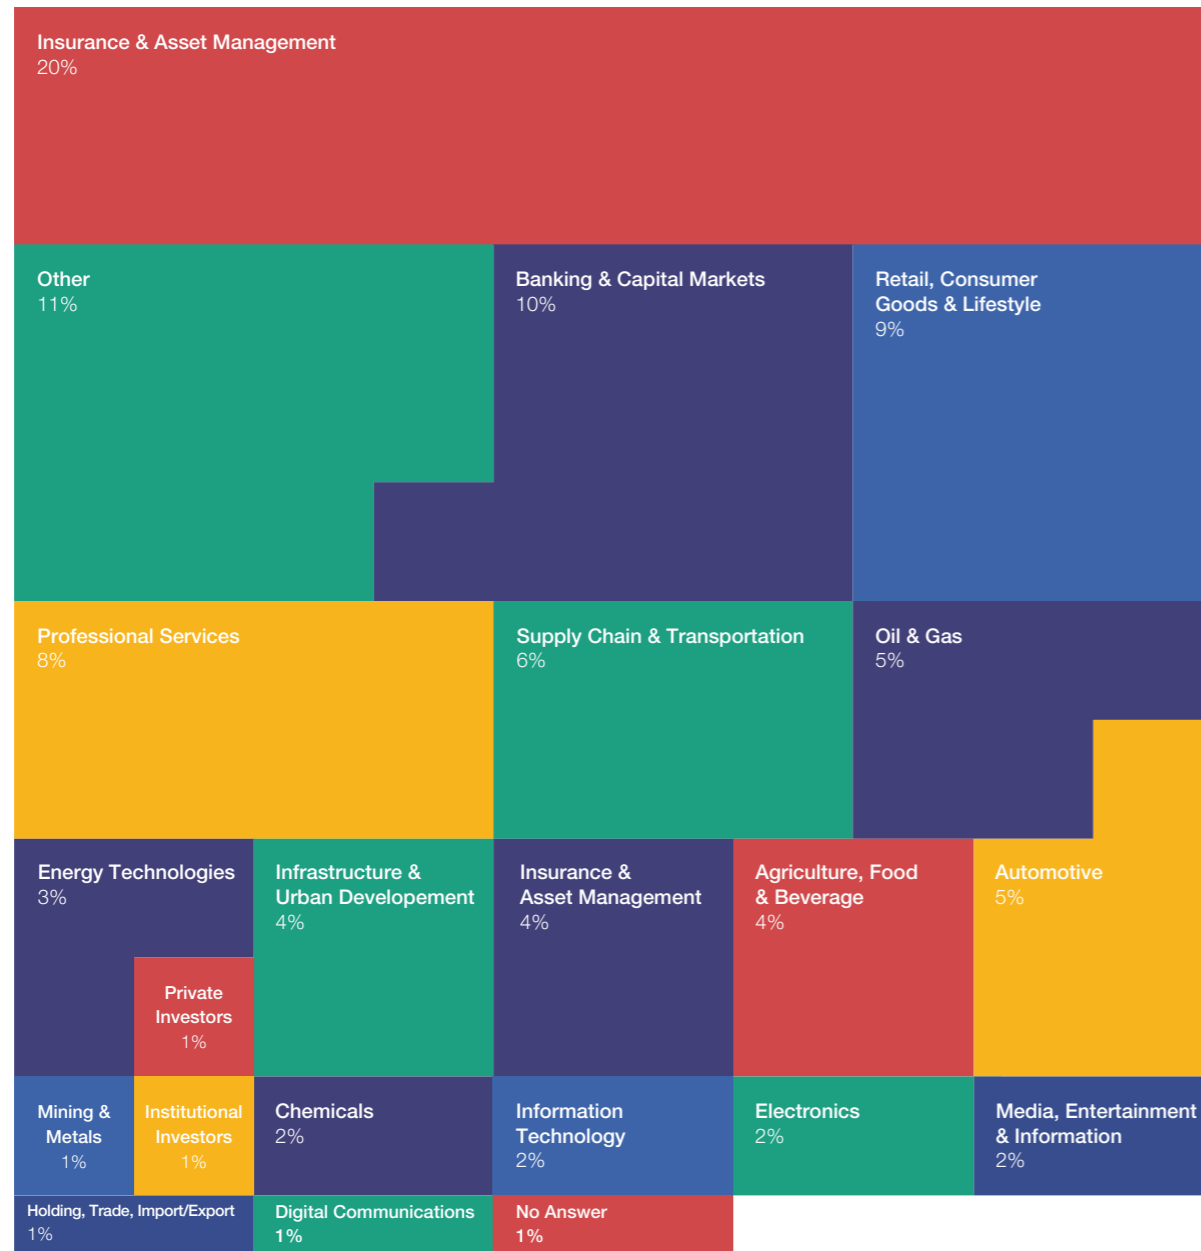 Insurance & Asset Management
20%
Other
11%
Banking & Capital Markets
10%
Retail, Consumer
Goods & Lifestyle
9%
Professional Services
8%
Supply Chain & Transportation
6%
Oil & Gas
5%
Energy Technologies
3%
Infrastructure &
Urban Developement
4%
Insurance &
Asset Management
4%
Agriculture, Food
& Beverage
4%
Automotive
5%
Private
Investors
1%
Mining &
Metals
1%
Institutional
Investors
1%
Chemicals
2%
Information
Technology
2%
Electronics
2%
Media, Entertainment
& Information
2%
Holding, Trade, Import/Export
1%
Digital Communications
1%
No Answer
1%